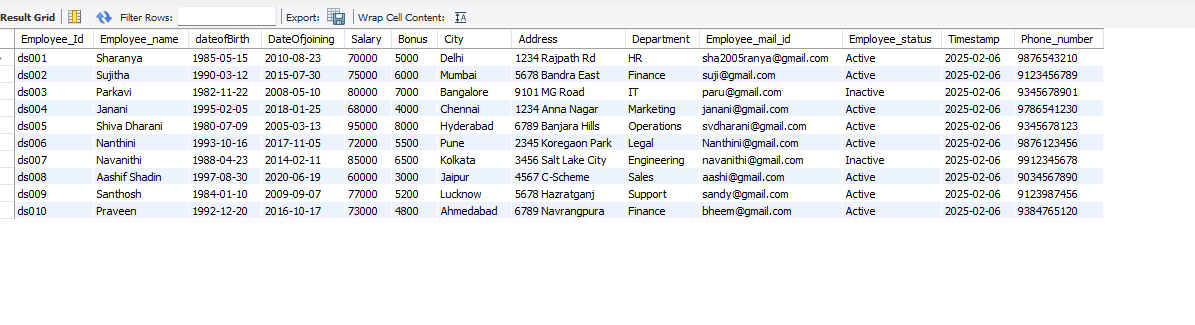 Result Grid Filter Rows: Export: Wrap Cell Content:
Employee_Id Employee_name dateofBirth DateOfjoining Salary Bonus City Address Department Employee_mail_id Employee_status Timestamp Phone_number
ds001 Sharanya 1985-05-15 2010-08-23 70000 5000 Delhi 1234 Rajpath Rd HR sha2005ranya@gmail.com Active 2025-02-06 9876543210
ds002 Sujitha 1990-03-12 2015-07-30 75000 6000 Mumbai 5678 Bandra East Finance suji@gmail.com Active 2025-02-06 9123456789
ds003 Parkavi 1982-11-22 2008-05-10 80000 7000 Bangalore 9101 MG Road IT paru@gmail.com Inactive 2025-02-06 9345678901
ds004 Janani 1995-02-05 2018-01-25 68000 4000 Chennai 1234 Anna Nagar Marketing janani@gmail.com Active 2025-02-06 9786541230
ds005 Shiva Dharani 1980-07-09 2005-03-13 95000 8000 Hyderabad 6789 Banjara Hills Operations svdharani@gmail.com Active 2025-02-06 9345678123
ds006 Nanthini 1993-10-16 2017-11-05 72000 5500 Pune 2345 Koregaon Park Legal Nanthini@gmail.com Active 2025-02-06 9876123456
ds007 Navanithi 1988-04-23 2014-02-11 85000 6500 Kolkata 3456 Salt Lake City Engineering navanithi@gmail.com Inactive 2025-02-06 9912345678
ds008 Aashif Shadin 1997-08-30 2020-06-19 60000 3000 Jaipur 4567 C-Scheme Sales aashi@gmail.com Active 2025-02-06 9034567890
ds009 Santhosh 1984-01-10 2009-09-07 77000 5200 Lucknow 5678 Hazratganj Support sandy@gmail.com Active 2025-02-06 9123987456
ds010 Praveen 1992-12-20 2016-10-17 73000 4800 Ahmedabad 6789 Navrangpura Finance bheem@gmail.com Active 2025-02-06 9384765120